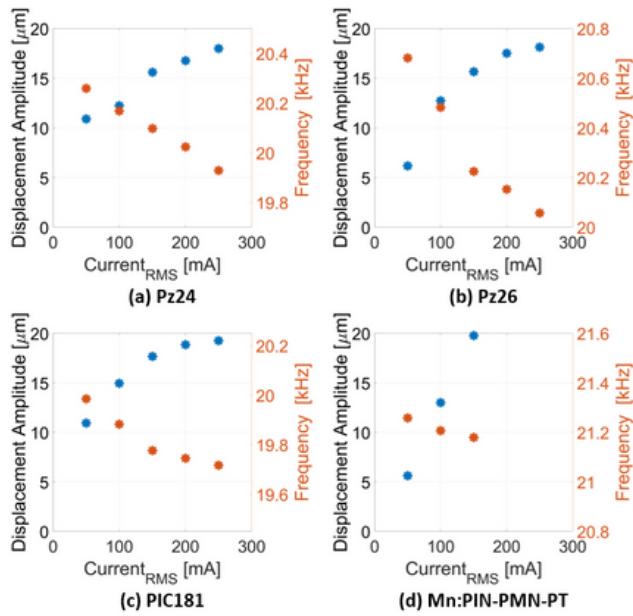 Displacement Amplitude [μm]
20
15
10
5
0
0 100 200 300
Current_RMS [mA]
20.4
20.2
20
19.8
Frequency [kHz]
(a) Pz24
Displacement Amplitude [μm]
20
15
10
5
0
0 100 200 300
Current_RMS [mA]
20.8
20.6
20.4
20.2
20
Frequency [kHz]
(b) Pz26
Displacement Amplitude [μm]
20
15
10
5
0
0 100 200 300
Current_RMS [mA]
20.2
20
19.8
19.6
Frequency [kHz]
(c) PIC181
Displacement Amplitude [μm]
20
15
10
5
0
0 100 200 300
Current_RMS [mA]
21.6
21.4
21.2
21
20.8
Frequency [kHz]
(d) Mn:PIN-PMN-PT